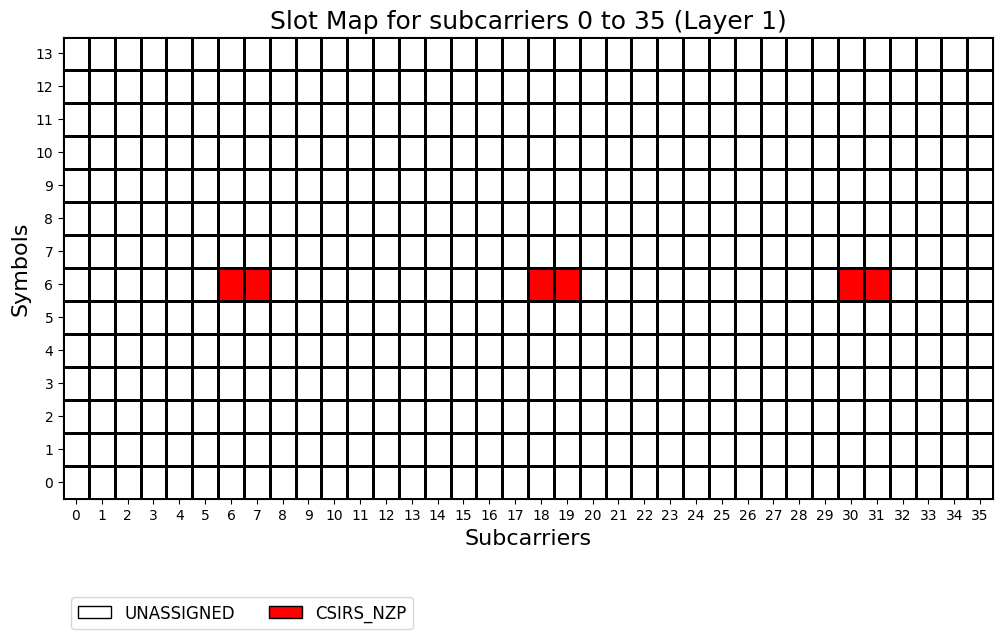 Slot Map for subcarriers 0 to 35 (Layer 1)
13
12
11
10
9
8
7
6
5
4
3
2
1
0
Symbols
0 1 2 3 4 5 6 7 8 9 10 11 12 13 14 15 16 17 18 19 20 21 22 23 24 25 26 27 28 29 30 31 32 33 34 35
Subcarriers
UNASSIGNED CSIRS_NZP